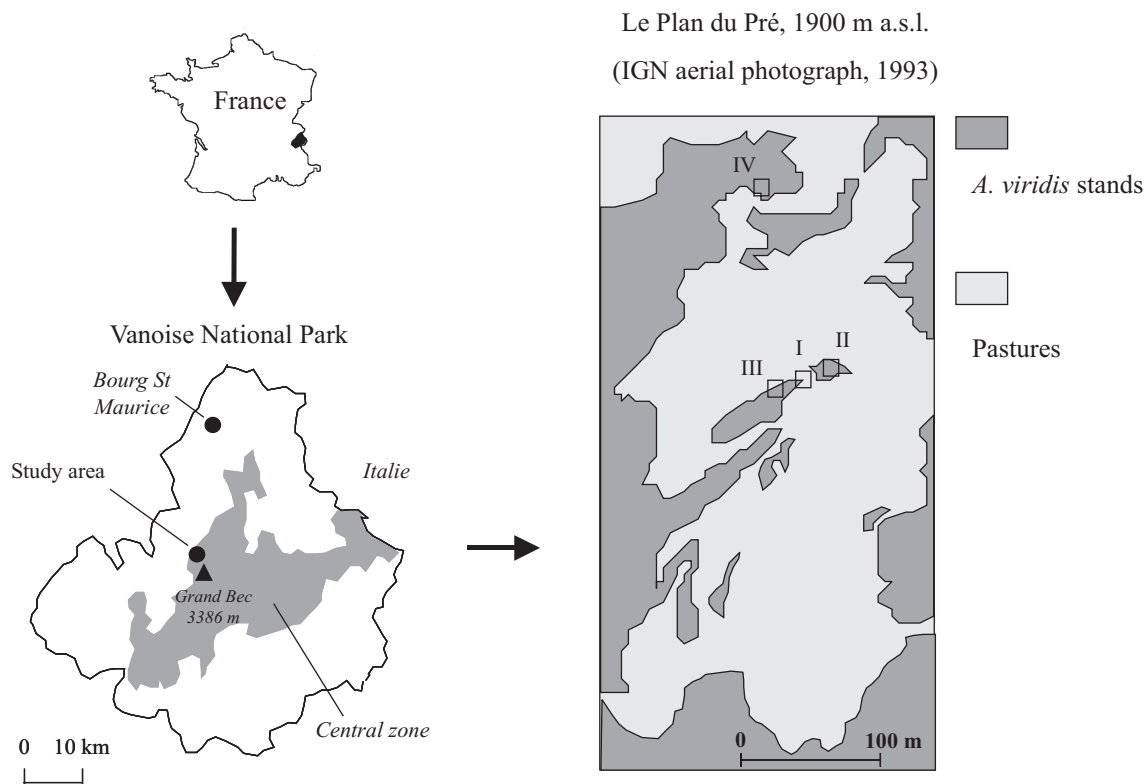 France
Vanoise National Park
Bourg St
Maurice
Study area
Italie
Grand Bec
3386 m
Central zone
0 10 km
Le Plan du Pré, 1900 m a.s.l.
(IGN aerial photograph, 1993)
IV
I
II
III
0 100 m
A. viridis stands
Pastures